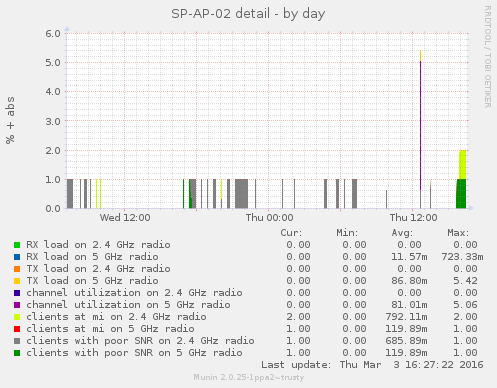 SP-AP-02 detail - by day
RRDTOOL / TOBI OETIKER
% + abs
6.0
5.0
4.0
3.0
2.0
1.0
0.0
Wed 12:00 Thu 00:00 Thu 12:00
Cur: Min: Avg: Max:
RX load on 2.4 GHz radio 0.00 0.00 0.00 0.00
RX load on 5 GHz radio 0.00 0.00 11.57m 723.33m
TX load on 2.4 GHz radio 0.00 0.00 0.00 0.00
TX load on 5 GHz radio 0.00 0.00 86.80m 5.42
channel utilization on 2.4 GHz radio 0.00 0.00 0.00 0.00
channel utilization on 5 GHz radio 0.00 0.00 81.01m 5.06
clients at mi on 2.4 GHz radio 2.00 0.00 792.11m 2.00
clients at mi on 5 GHz radio 1.00 0.00 119.89m 1.00
clients with poor SNR on 2.4 GHz radio 1.00 0.00 685.89m 1.00
clients with poor SNR on 5 GHz radio 1.00 0.00 119.89m 1.00
Last update: Thu Mar 3 16:27:22 2016
Munin 2.0.25-1ppa2~trusty